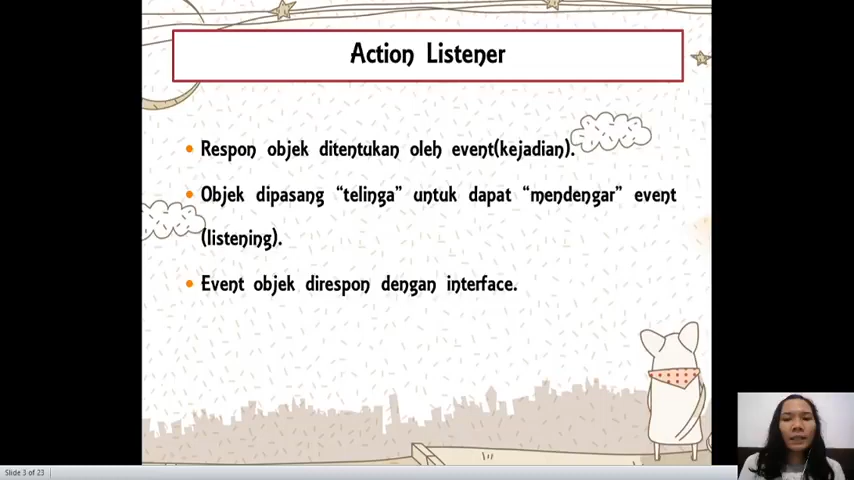 Action Listener
Respon objek ditentukan oleh event(kejadian).
Objek dipasang “telinga” untuk dapat “mendengar” event
(listening).
Event objek direspon dengan interface.
Slide 3 of 23